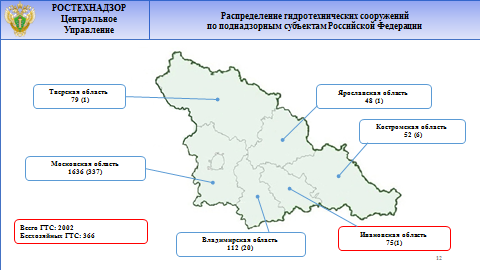 РОСТЕХНАДЗОР
Центральное
Управление
Распределение гидротехнических сооружений
по поднадзорным субъектам Российской Федерации
Тверская область
79 (1)
Ярославская область
48 (1)
Костромская область
52 (6)
Московская область
1636 (337)
Всего ГТС: 2002
Бесхозяйных ГТС: 366
Владимирская область
112 (20)
Ивановская область
75(1)
12